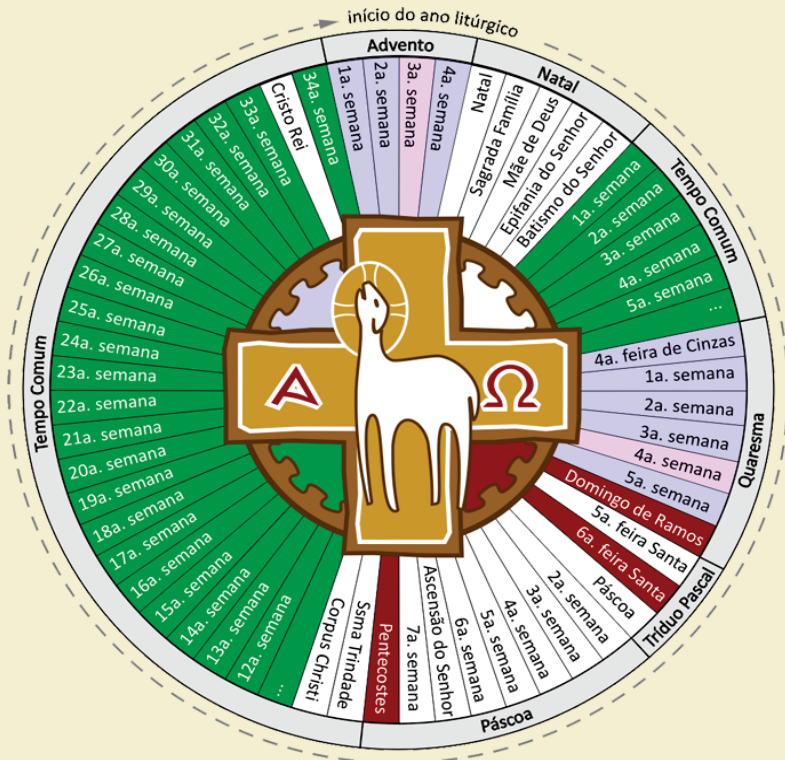 início do ano litúrgico
Advento
1a. semana
2a. semana
3a. semana
4a. semana
Natal
Natal
Sagrada Família
Mãe de Deus
Epifania do Senhor
Batismo do Senhor
Tempo Comum
1a. semana
2a. semana
3a. semana
4a. semana
5a. semana
...
Quaresma
4a. feira de Cinzas
1a. semana
2a. semana
3a. semana
4a. semana
5a. semana
Domingo de Ramos
Tríduo Pascal
5a. feira Santa
6a. feira Santa
Páscoa
Páscoa
2a. semana
3a. semana
4a. semana
5a. semana
6a. semana
Ascensão do Senhor
7a. semana
Pentecostes
Tempo Comum
Ssma Trindade
Corpus Christi
...
12a. semana
13a. semana
14a. semana
15a. semana
16a. semana
17a. semana
18a. semana
19a. semana
20a. semana
21a. semana
22a. semana
23a. semana
24a. semana
25a. semana
26a. semana
27a. semana
28a. semana
29a. semana
30a. semana
31a. semana
32a. semana
33a. semana
Cristo Rei
34a. semana
Α
Ω